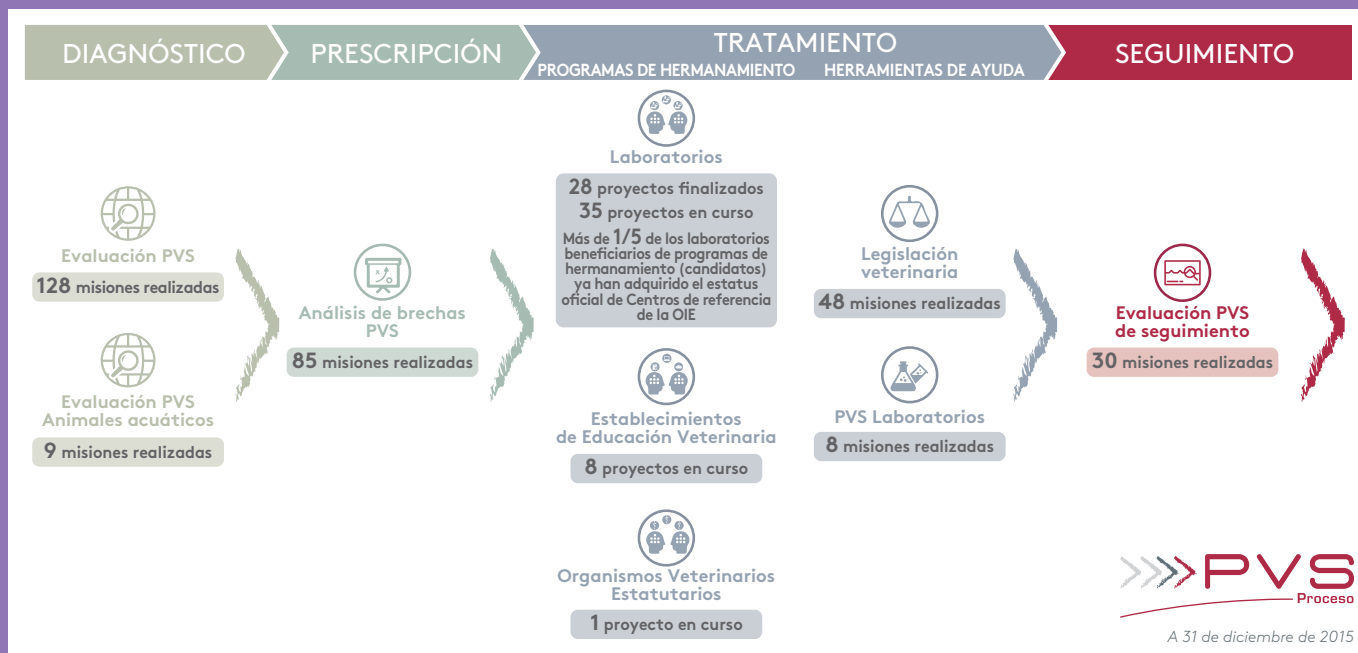 DIAGNÓSTICO
PRESCRIPCIÓN
TRATAMIENTO
PROGRAMAS DE HERMANAMIENTO
HERRAMIENTAS DE AYUDA
SEGUIMIENTO
Evaluación PVS
128 misiones realizadas
Evaluación PVS
Animales acuáticos
9 misiones realizadas
Análisis de brechas
PVS
85 misiones realizadas
Laboratorios
28 proyectos finalizados
35 proyectos en curso
Más de 1/5 de los laboratorios
beneficiarios de programas de
hermanamiento (candidatos)
ya han adquirido el estatus
oficial de Centros de referencia
de la OIE
Establecimientos
de Educación Veterinaria
8 proyectos en curso
Organismos Veterinarios
Estatutarios
1 proyecto en curso
Legislación
veterinaria
48 misiones realizadas
PVS Laboratorios
8 misiones realizadas
Evaluación PVS
de seguimiento
30 misiones realizadas
PVS
Proceso
A 31 de diciembre de 2015